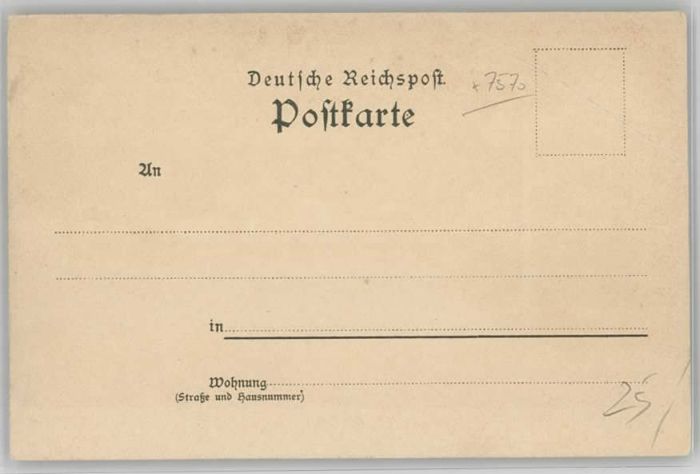 Deutsche Reichspost.
Postkarte
x 7570
An
in
Wohnung
(Straße und Hausnummer)
25,